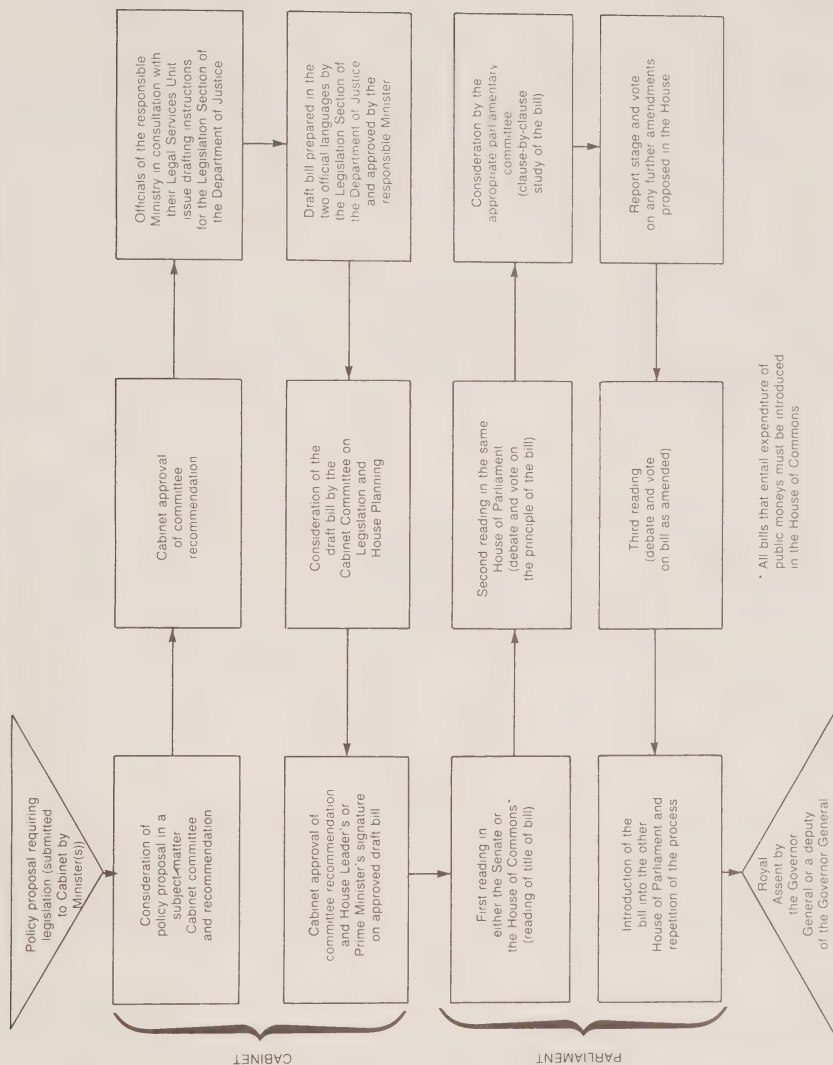 Policy proposal requiring
legislation (submitted
to Cabinet by
Minister(s))
CABINET
Consideration of
policy proposal in a
subject-matter
Cabinet committee
and recommendation
Cabinet approval
of committee
recommendation
Officials of the responsible
Ministry in consultation with
their Legal Services Unit
issue drafting instructions
for the Legislation Section of
the Department of Justice
Draft bill prepared in the
two official languages by
the Legislation Section of
the Department of Justice
and approved by the
responsible Minister
Consideration of the
draft bill by the
Cabinet Committee on
Legislation and
House Planning
Cabinet approval of
committee recommendation
and House Leader's or
Prime Minister's signature
on approved draft bill
PARLIAMENT
First reading in
either the Senate or
the House of Commons*
(reading of title of bill)
Second reading in the same
House of Parliament
(debate and vote on
the principle of the bill)
Consideration by the
appropriate parliamentary
committee
(clause-by-clause
study of the bill)
Report stage and vote
on any further amendments
proposed in the House
Third reading
(debate and vote
on bill as amended)
Introduction of the
bill into the other
House of Parliament and
repetition of the process
Royal
Assent by
the Governor
General or a deputy
of the Governor General
* All bills that entail expenditure of
public moneys must be introduced
in the House of Commons